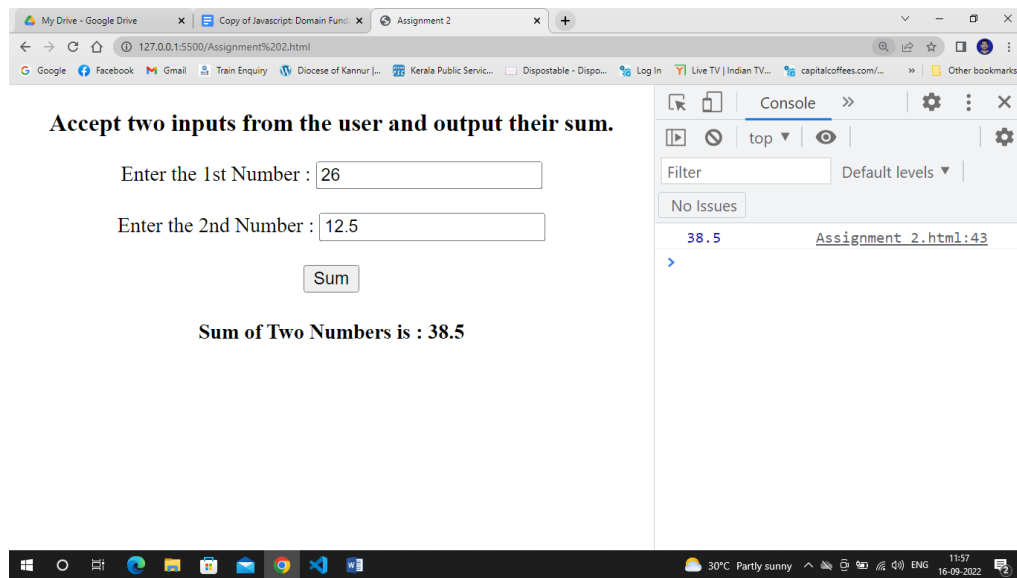 My Drive - Google Drive
Copy of Javascript: Domain Fund
Assignment 2
127.0.0.1:5500/Assignment%202.html
Google Facebook Gmail Train Enquiry Diocese of Kannur |... Kerala Public Servic... Dispostable - Dispo... Log In Live TV | Indian TV... capitalcoffees.com/... » Other bookmarks
Accept two inputs from the user and output their sum.
Enter the 1st Number : 26
Enter the 2nd Number : 12.5
Sum
Sum of Two Numbers is : 38.5
Console »
top
Filter Default levels
No Issues
38.5 Assignment 2.html:43
30°C Partly sunny ENG 11:57
16-09-2022 2